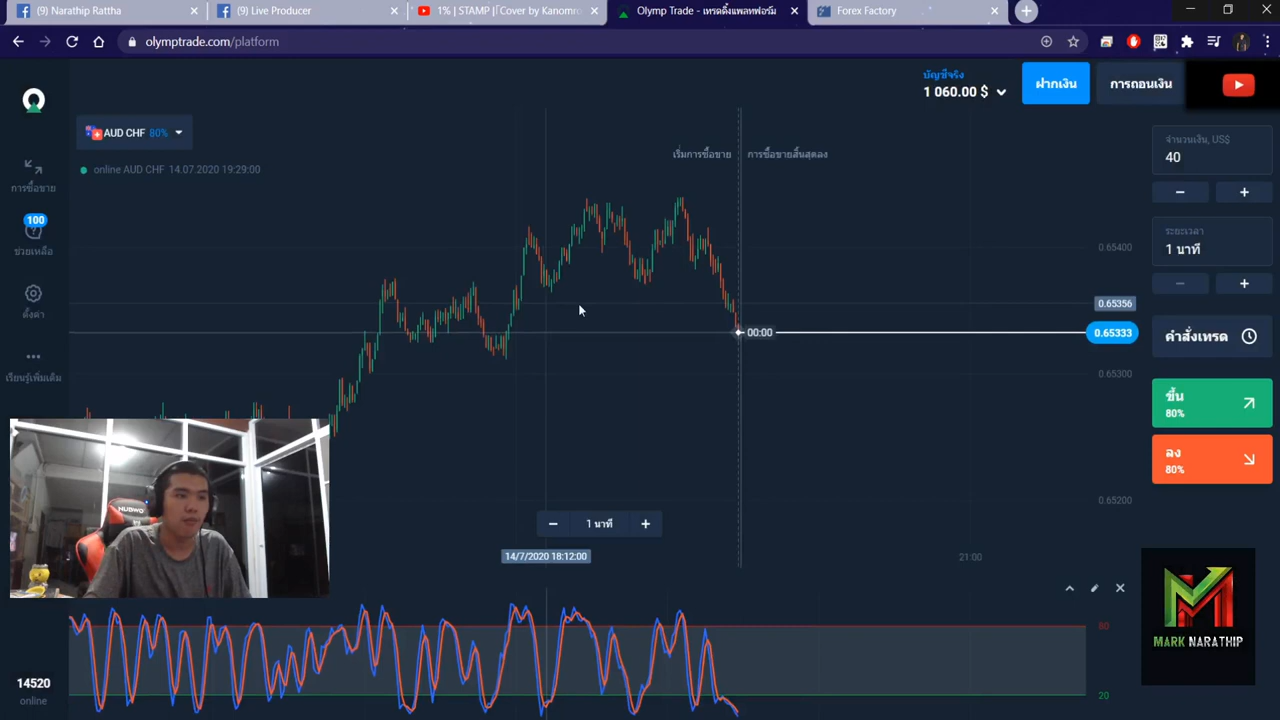 (9) Narathip Rattha
(9) Live Producer
1% | STAMP |「Cover by Kanomro
Olymp Trade - เทรดดิ้งแพลทฟอร์ม
Forex Factory
olymptrade.com/platform
บัญชีจริง
1 060.00 $
ฝากเงิน
การถอนเงิน
AUD CHF 80%
online AUD CHF 14.07.2020 19:29:00
เริ่มการซื้อขาย
การซื้อขายสิ้นสุดลง
จำนวนเงิน, US$
40
ระยะเวลา
1 นาที
คำสั่งเทรด
ขึ้น
80%
ลง
80%
การซื้อขาย
100
ช่วยเหลือ
ตั้งค่า
เรียนรู้เพิ่มเติม
0.65400
0.65356
00:00
0.65333
0.65300
0.65200
1 นาที
14/7/2020 18:12:00
21:00
HUBWO
80
20
14520
online
MARK NARATHIP